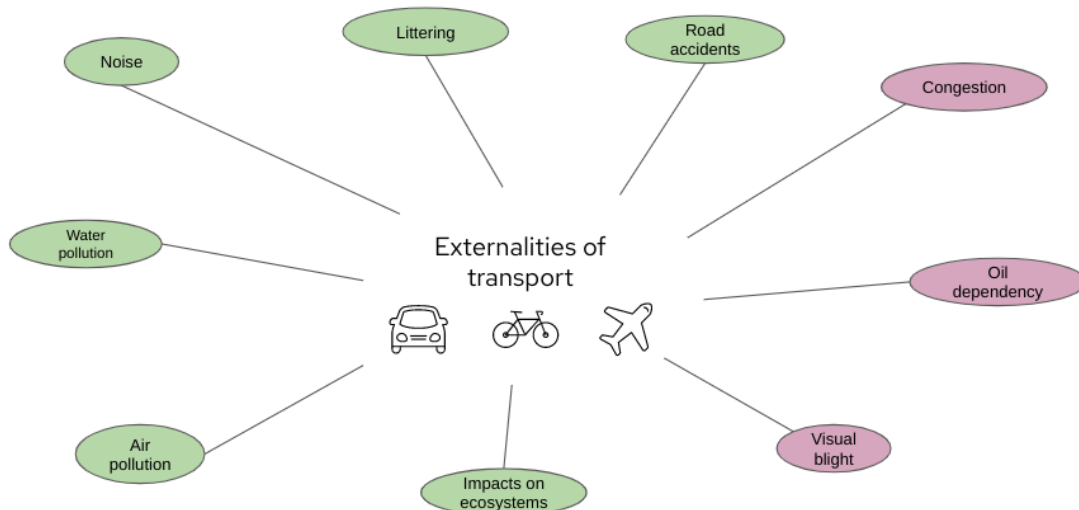 Littering
Road
accidents
Noise
Congestion
Water
pollution
Externalities of
transport
Oil
dependency
Air
pollution
Visual
blight
Impacts on
ecosystems